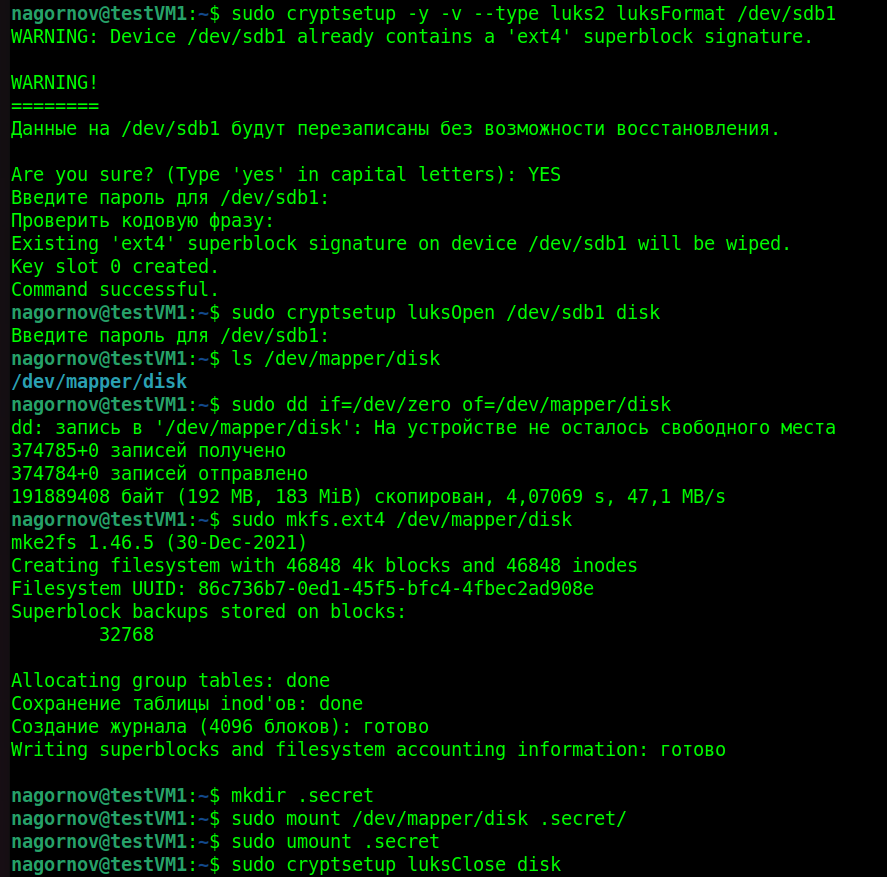 nagornov@testVM1:~$ sudo cryptsetup -y -v --type luks2 luksFormat /dev/sdb1
WARNING: Device /dev/sdb1 already contains a 'ext4' superblock signature.
WARNING!
========
Данные на /dev/sdb1 будут перезаписаны без возможности восстановления.
Are you sure? (Type 'yes' in capital letters): YES
Введите пароль для /dev/sdb1:
Проверить кодовую фразу:
Existing 'ext4' superblock signature on device /dev/sdb1 will be wiped.
Key slot 0 created.
Command successful.
nagornov@testVM1:~$ sudo cryptsetup luksOpen /dev/sdb1 disk
Введите пароль для /dev/sdb1:
nagornov@testVM1:~$ ls /dev/mapper/disk
/dev/mapper/disk
nagornov@testVM1:~$ sudo dd if=/dev/zero of=/dev/mapper/disk
dd: запись в '/dev/mapper/disk': На устройстве не осталось свободного места
374785+0 записей получено
374784+0 записей отправлено
191889408 байт (192 MB, 183 MiB) скопирован, 4,07069 s, 47,1 MB/s
nagornov@testVM1:~$ sudo mkfs.ext4 /dev/mapper/disk
mke2fs 1.46.5 (30-Dec-2021)
Creating filesystem with 46848 4k blocks and 46848 inodes
Filesystem UUID: 86c736b7-0ed1-45f5-bfc4-4fbec2ad908e
Superblock backups stored on blocks:
32768
Allocating group tables: done
Сохранение таблицы inod'ов: done
Создание журнала (4096 блоков): готово
Writing superblocks and filesystem accounting information: готово
nagornov@testVM1:~$ mkdir .secret
nagornov@testVM1:~$ sudo mount /dev/mapper/disk .secret/
nagornov@testVM1:~$ sudo umount .secret
nagornov@testVM1:~$ sudo cryptsetup luksClose disk